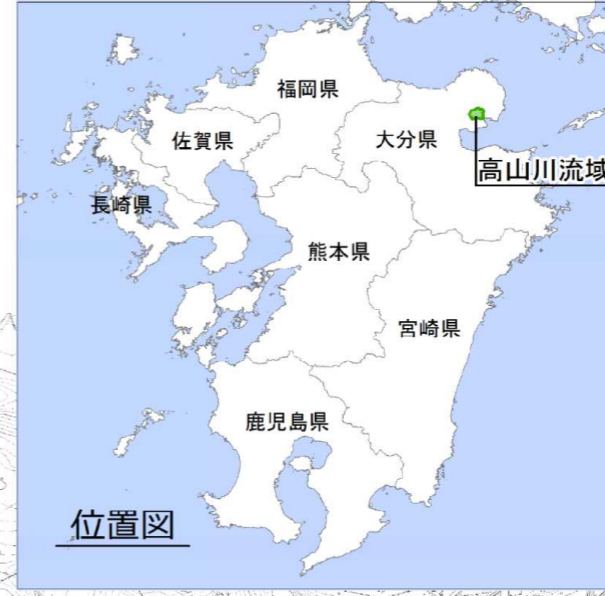 福岡県
佐賀県
大分県
高山川流域
長崎県
熊本県
宮崎県
鹿児島県
位置図